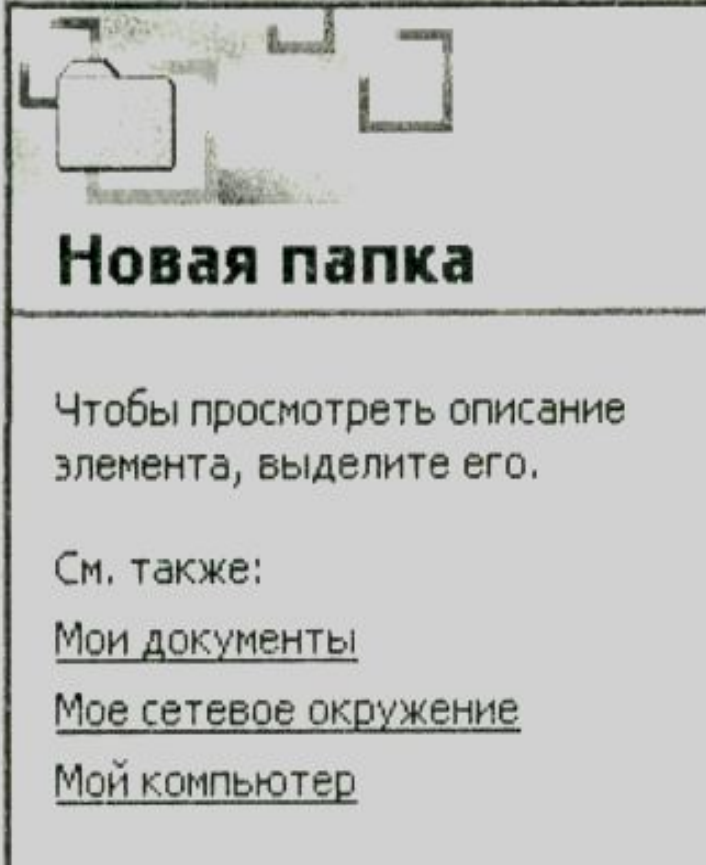 Новая папка
Чтобы просмотреть описание
элемента, выделите его.
См. также:
Мои документы
Мое сетевое окружение
Мой компьютер